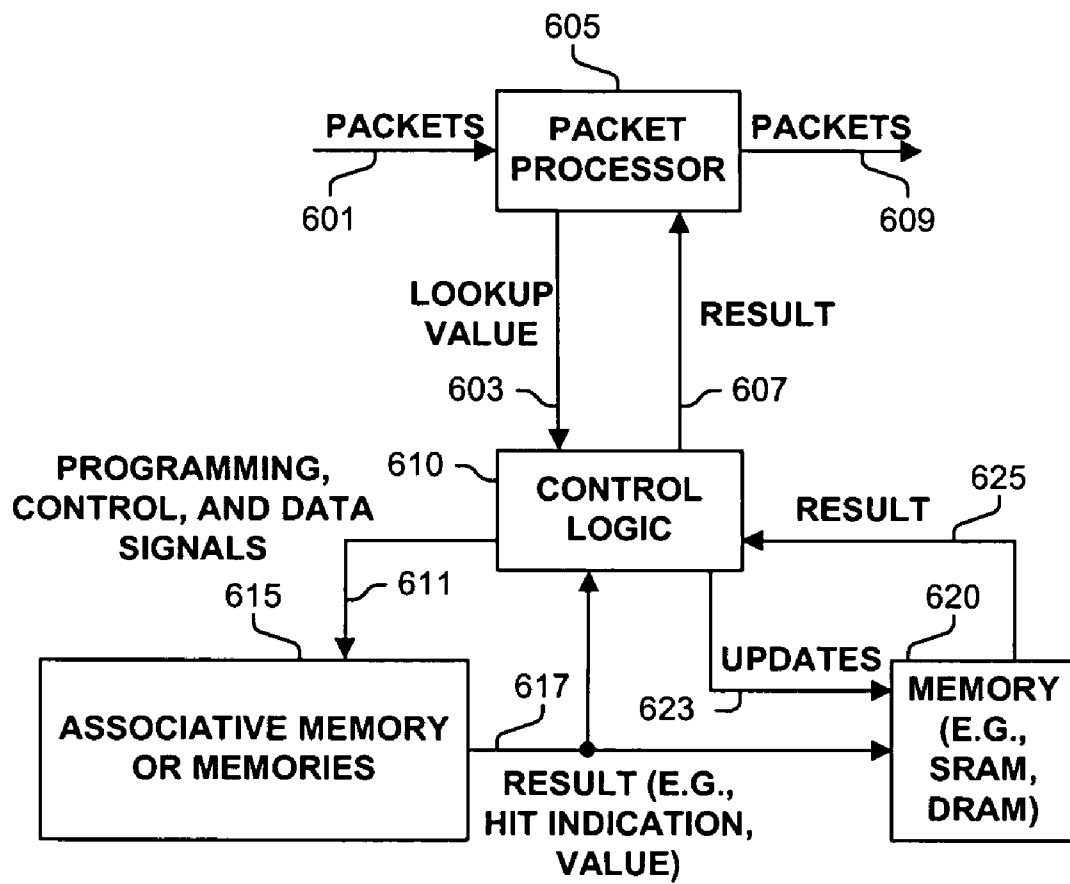 605
PACKETS
PACKET
PROCESSOR
PACKETS
601
609
LOOKUP
VALUE
RESULT
603
607
PROGRAMMING,
CONTROL, AND DATA
SIGNALS
610
CONTROL
LOGIC
RESULT
625
611
615
620
617
UPDATES
623
ASSOCIATIVE MEMORY
OR MEMORIES
MEMORY
(E.G.,
SRAM,
DRAM)
RESULT (E.G.,
HIT INDICATION,
VALUE)